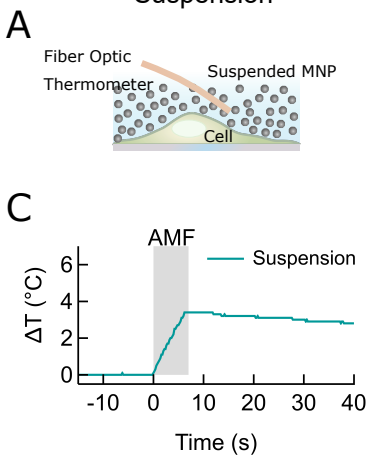 Suspension
A
Fiber Optic
Thermometer
Suspended MNP
Cell
C
AMF
Suspension
6
4
2
0
ΔT (°C)
-10 0 10 20 30 40
Time (s)